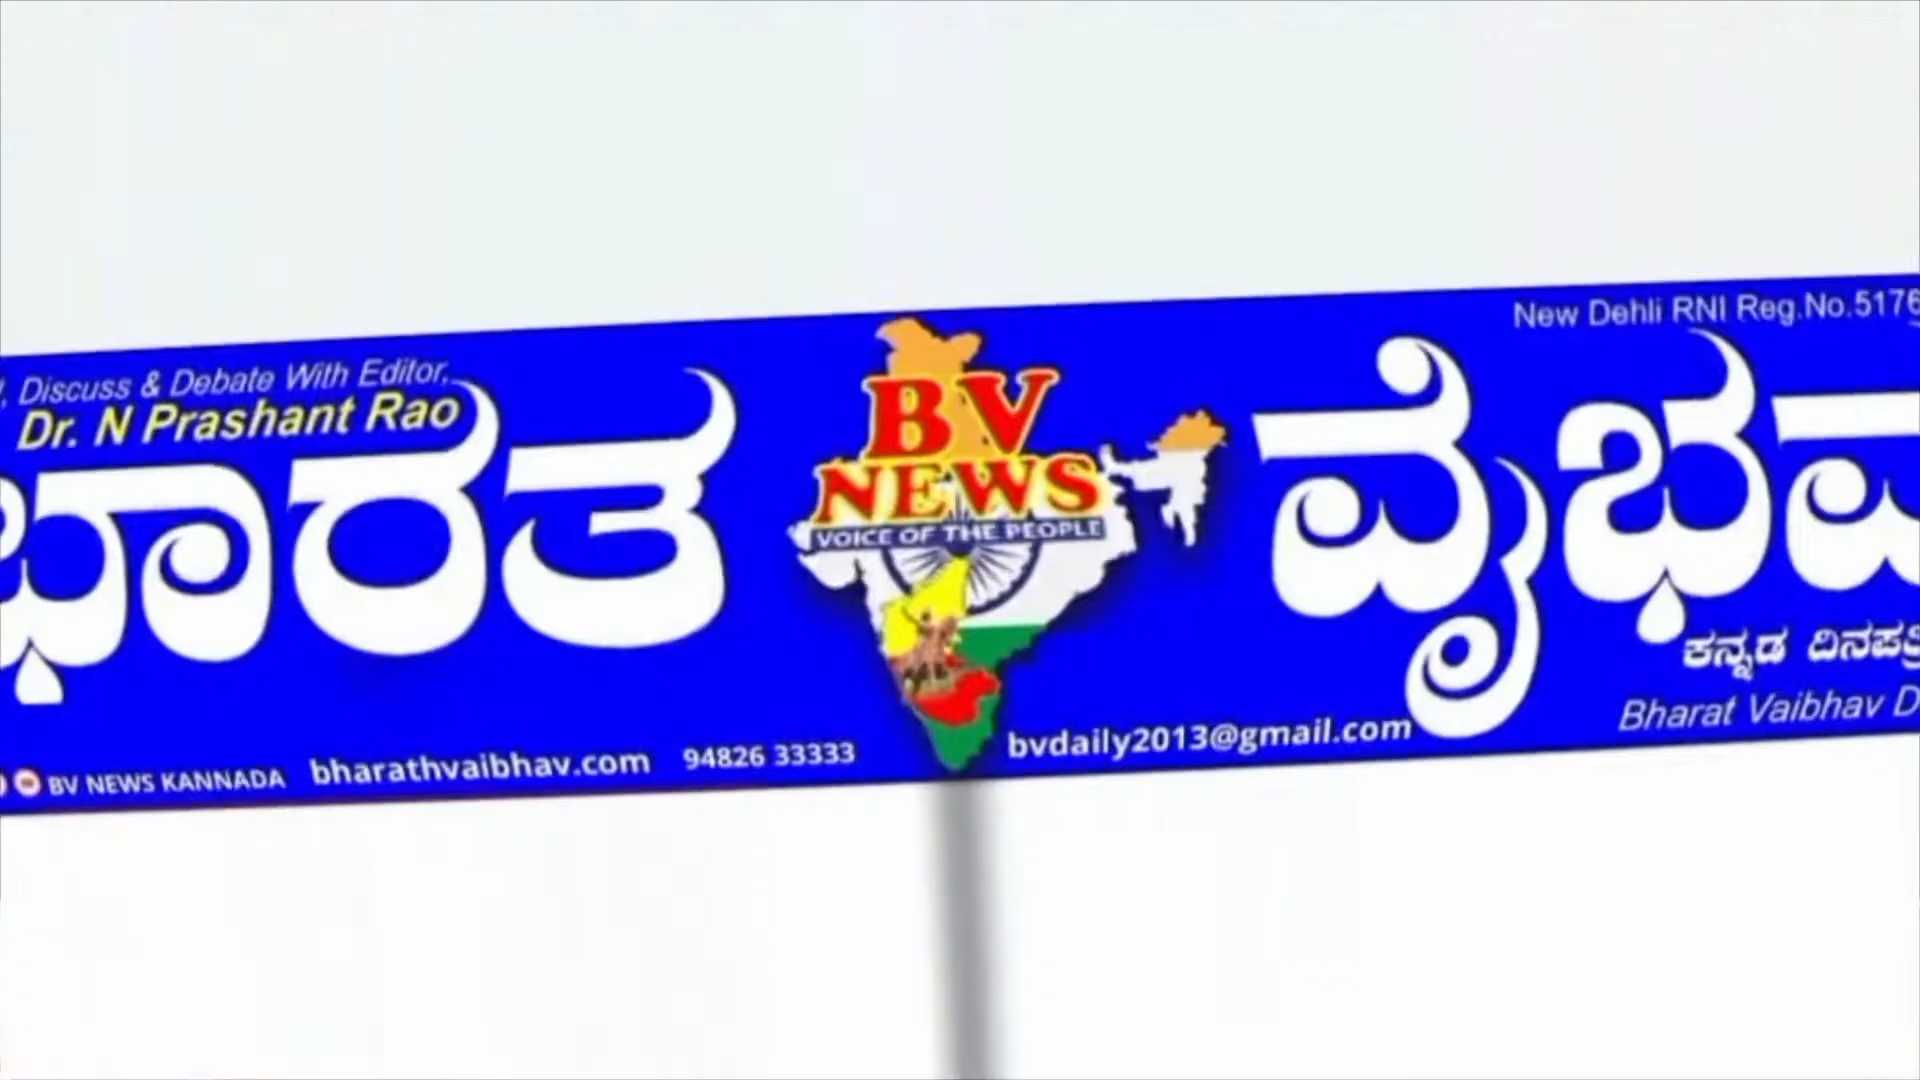 Discuss & Debate With Editor,
Dr. N Prashant Rao
ಭಾರತ
BV
NEWS
VOICE OF THE PEOPLE
New Dehli RNI Reg.No.5176
ವೈಭವ
ಕನ್ನಡ
Bharat Vaibhav D
BV NEWS KANNADA bharathvaibhav.com 94826 33333
bvdaily2013@gmail.com